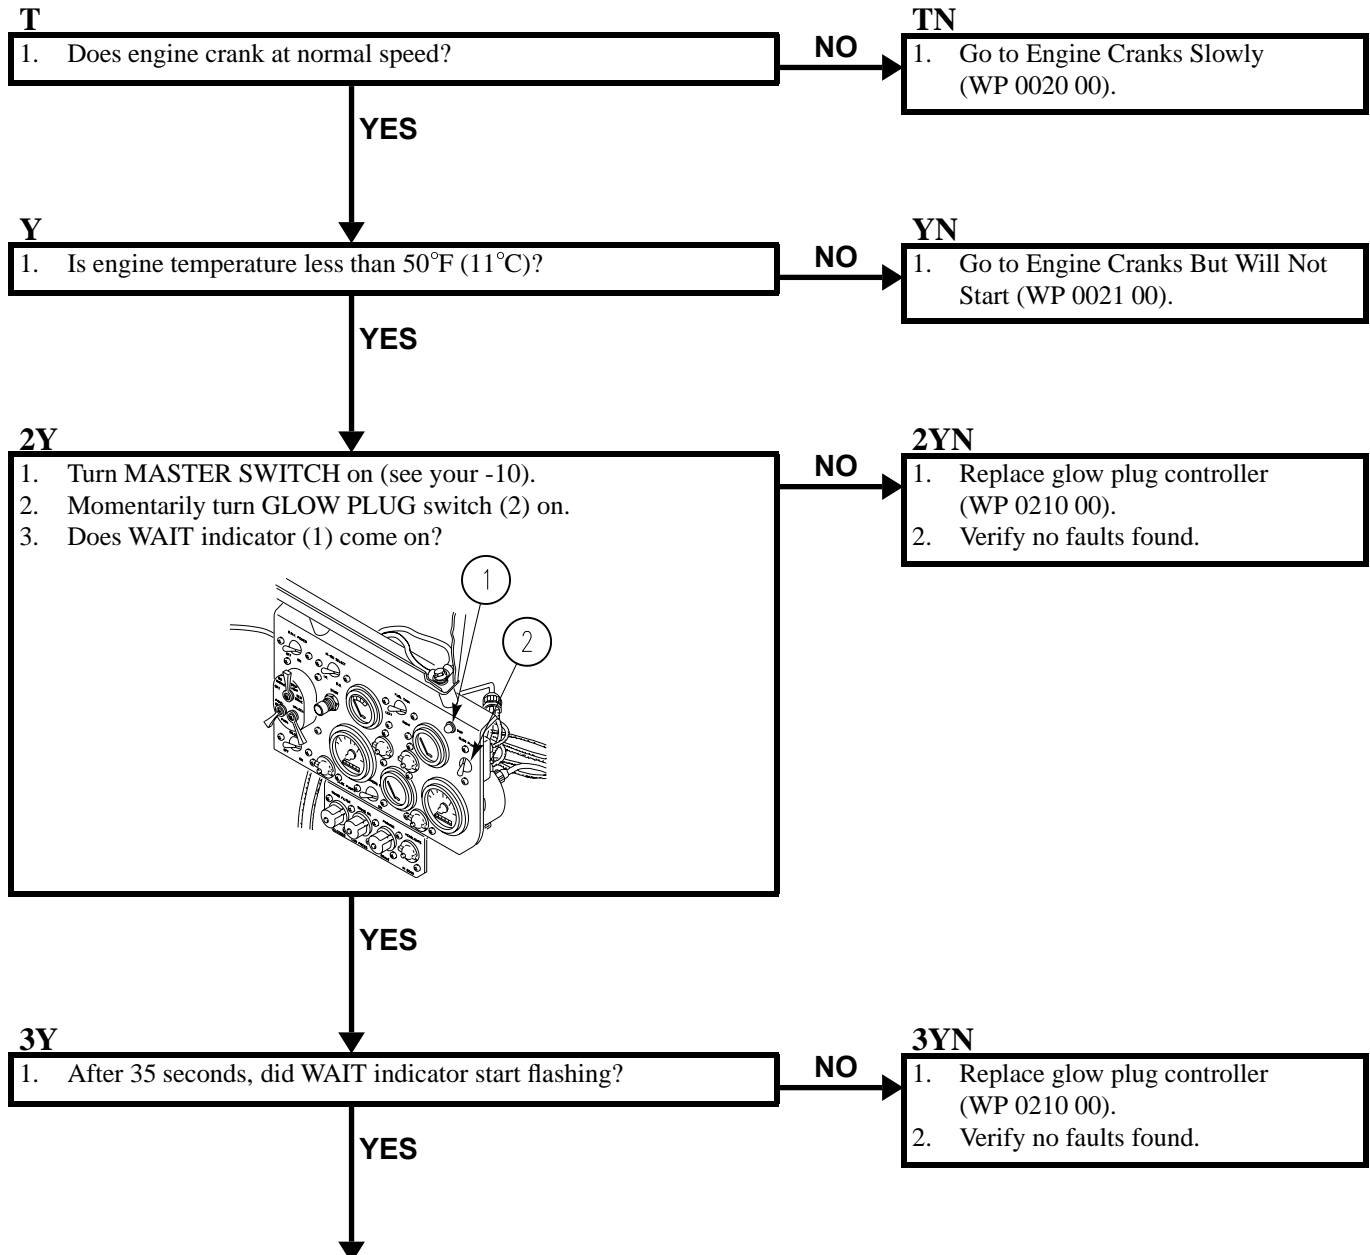 T
1. Does engine crank at normal speed?
NO
TN
1. Go to Engine Cranks Slowly
(WP 0020 00).
YES
Y
1. Is engine temperature less than 50°F (11°C)?
NO
YN
1. Go to Engine Cranks But Will Not
Start (WP 0021 00).
YES
2Y
1. Turn MASTER SWITCH on (see your -10).
2. Momentarily turn GLOW PLUG switch (2) on.
3. Does WAIT indicator (1) come on?
1
2
NO
2YN
1. Replace glow plug controller
(WP 0210 00).
2. Verify no faults found.
YES
3Y
1. After 35 seconds, did WAIT indicator start flashing?
NO
3YN
1. Replace glow plug controller
(WP 0210 00).
2. Verify no faults found.
YES